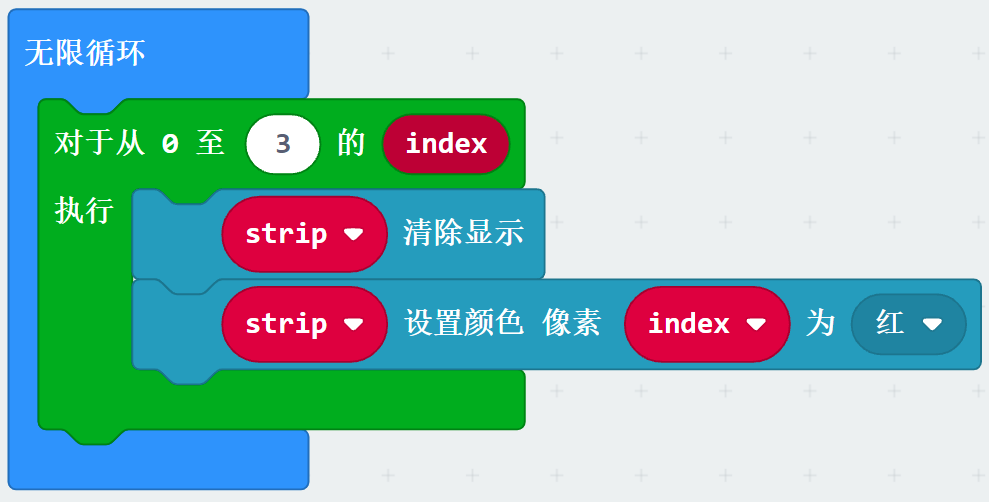 无限循环
对于从 0 至 3 的 index
执行
strip 清除显示
strip 设置颜色 像素 index 为 红